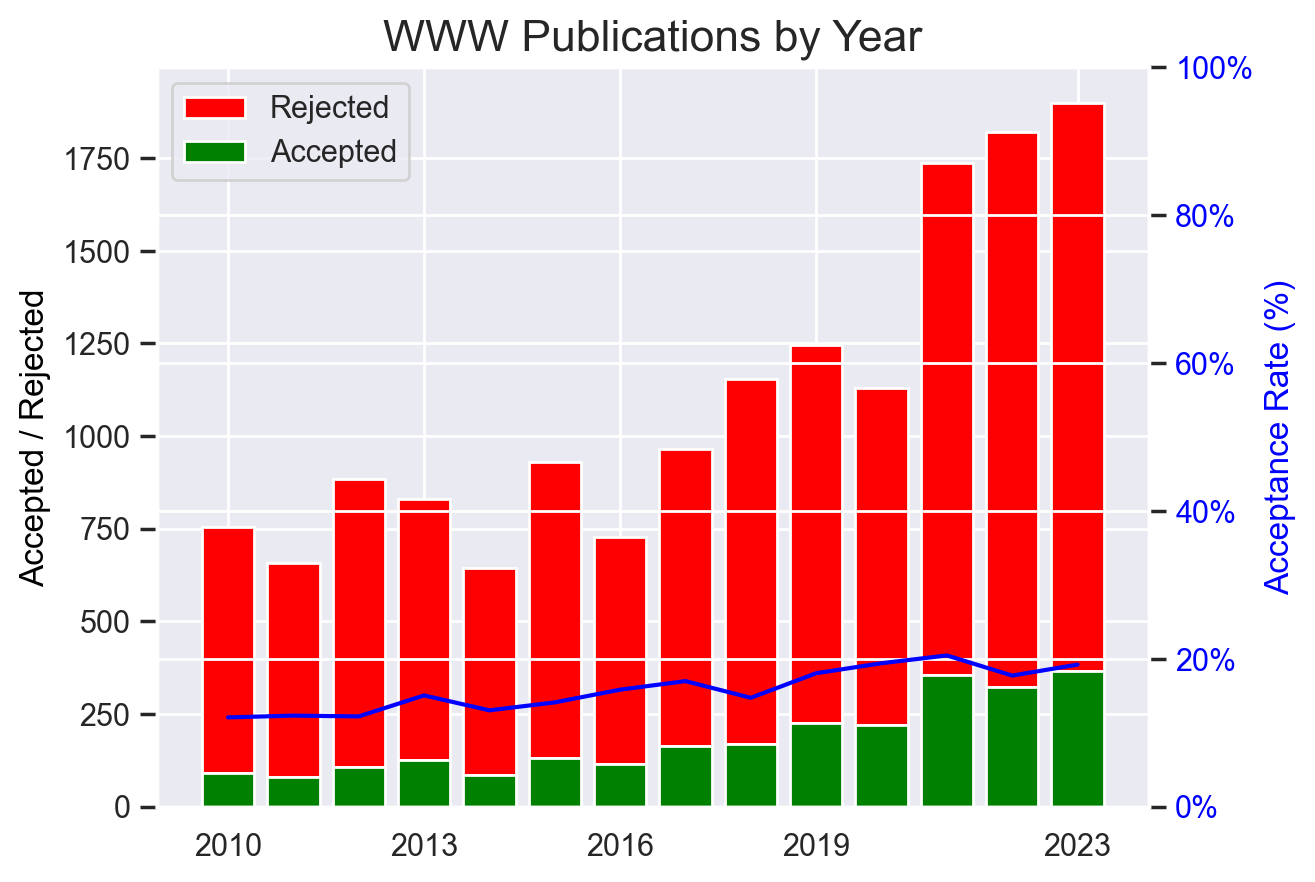 WWW Publications by Year
Rejected
Accepted
Accepted / Rejected
1750
1500
1250
1000
750
500
250
0
100%
80%
60%
40%
20%
0%
Acceptance Rate (%)
2010 2013 2016 2019 2023